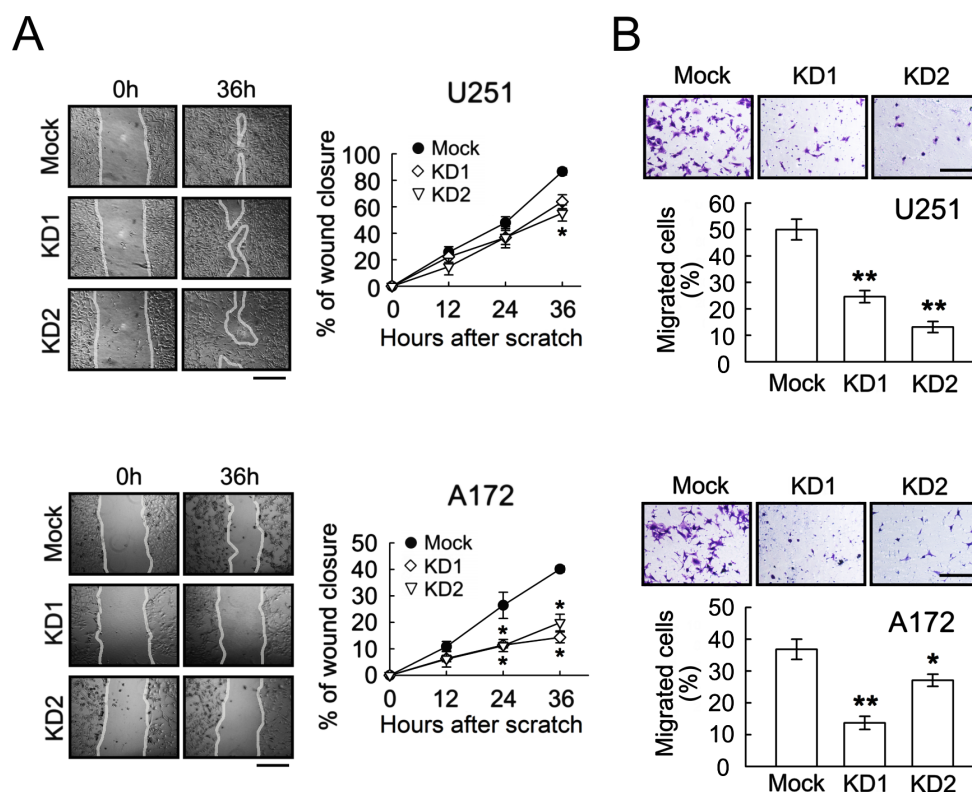 A
0h 36h
Mock
KD1
KD2
U251
% of wound closure
100
80
60
40
20
0
Mock
KD1
KD2
*
0 12 24 36
Hours after scratch
B
Mock KD1 KD2
U251
Migrated cells
(%)
60
50
40
30
20
10
0
**
**
Mock KD1 KD2
0h 36h
Mock
KD1
KD2
A172
% of wound closure
50
40
30
20
10
0
Mock
KD1
KD2
*
*
*
*
0 12 24 36
Hours after scratch
Mock KD1 KD2
A172
Migrated cells
(%)
50
40
30
20
10
0
**
*
Mock KD1 KD2